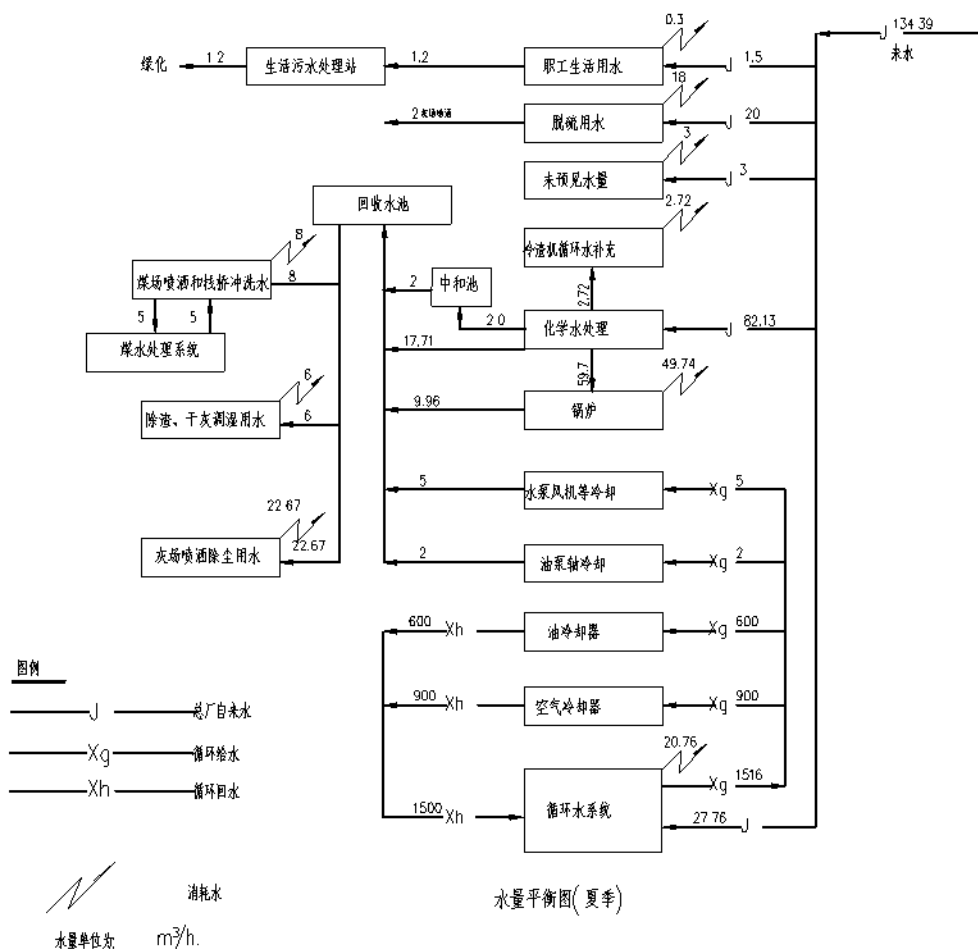 0.3
J 134.39
来水
绿化 1.2 生活污水处理站 1.2 职工生活用水 J 1.5
18
2 灰场喷洒 脱硫用水 J 20
3
未预见水量 J 3
回收水池 2.72
8 冷渣机循环水补充
煤场喷洒和栈桥冲洗水 8 2 中和池 2.72
5 5 2.0 化学水处理 J 82.13
煤水处理系统 17.71
59.7 49.74
6 9.96 锅炉
除渣、干灰调湿用水 6
5 水泵风机等冷却 Xg 5
22.67
灰场喷洒除尘用水 22.67 2 油泵轴冷却 Xg 2
600 Xh 油冷却器 Xg 600
图例
J 总厂自来水 900 Xh 空气冷却器 Xg 900
Xg 循环给水 20.76
Xh 循环回水 Xg 1516
1500 Xh 循环水系统
27.76 J
消耗水 水量平衡图(夏季)
水量单位为: m³/h.